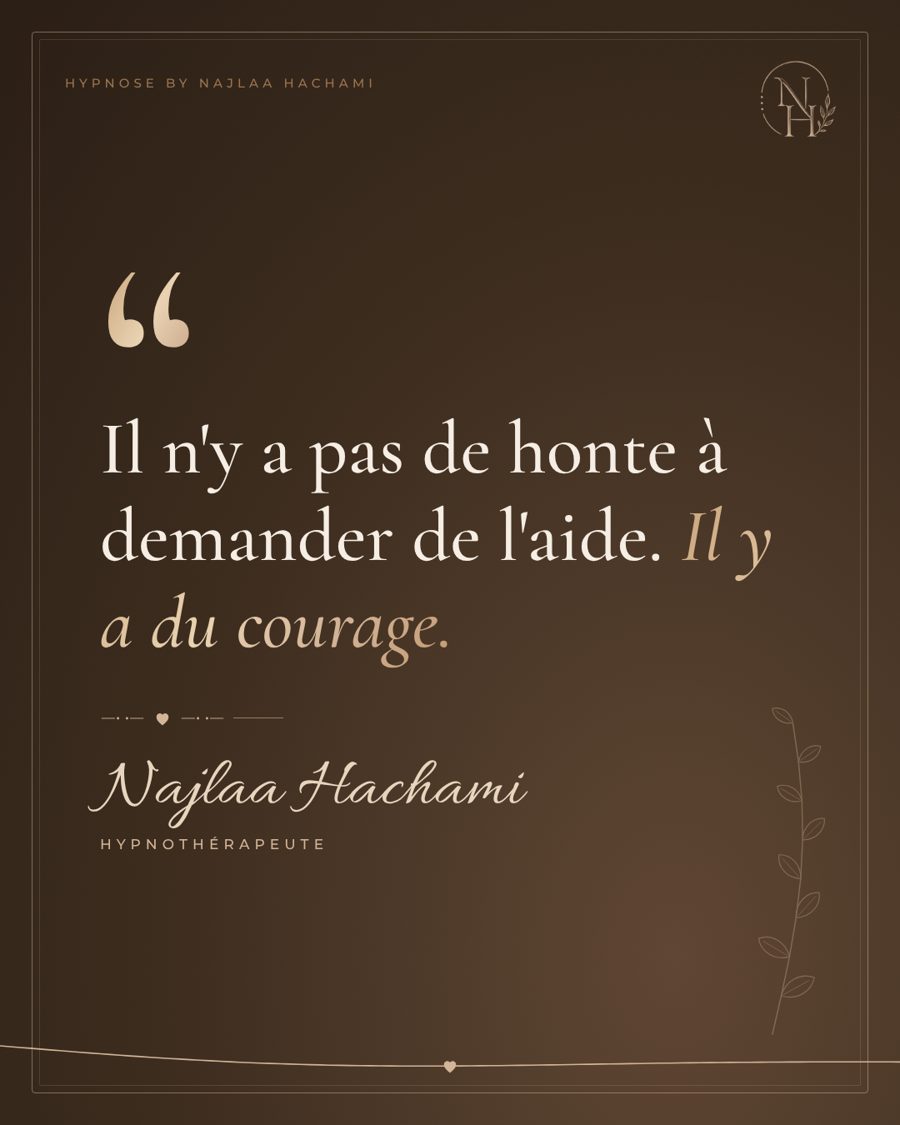 HYPNOSE BY NAJLAA HACHAMI
NH
“
Il n'y a pas de honte à
demander de l'aide. Il y
a du courage.
Najlaa Hachami
HYPNOTHÉRAPEUTE